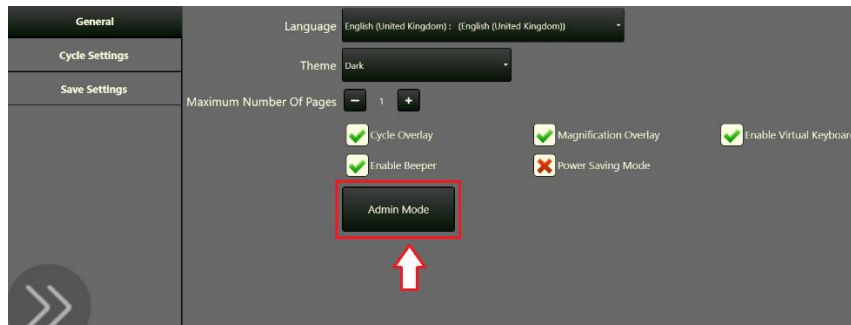 General
Cycle Settings
Save Settings
Language English (United Kingdom) : (English (United Kingdom))
Theme Dark
Maximum Number Of Pages 1
Cycle Overlay Magnification Overlay Enable Virtual Keyboar
Enable Beeper Power Saving Mode
Admin Mode